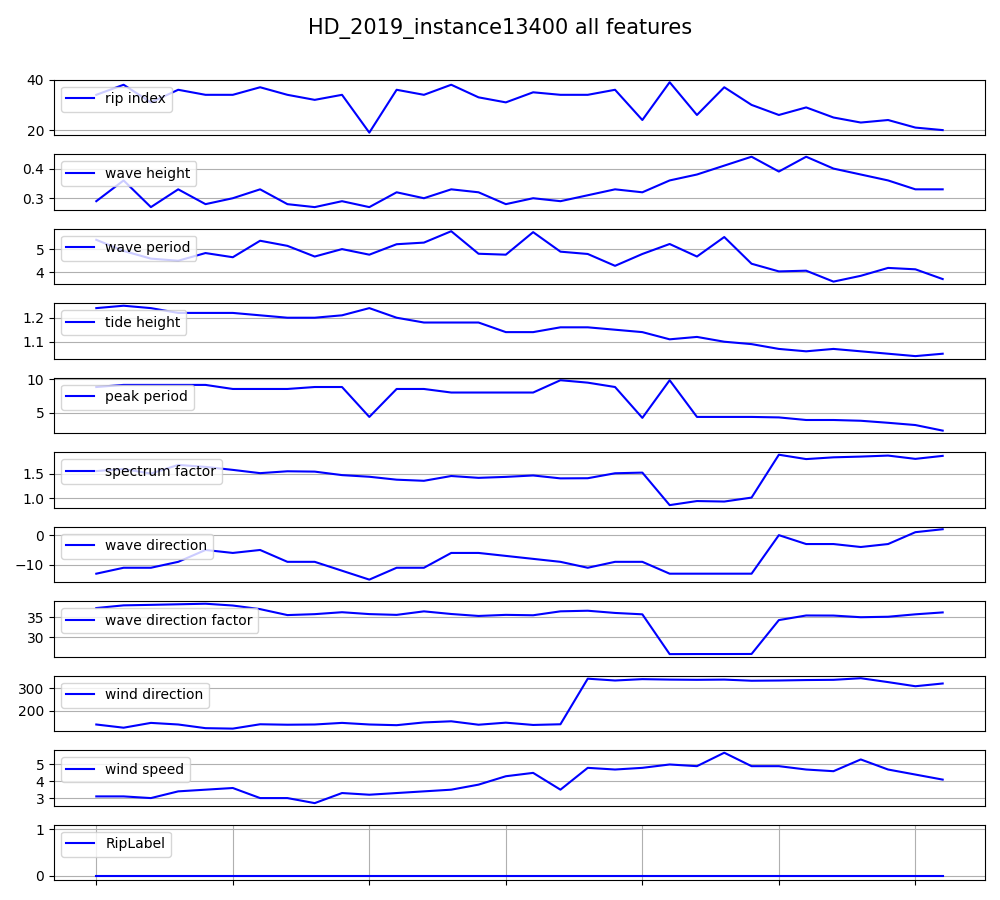 HD_2019_instance13400 all features
40
20
rip index
0.4
0.3
wave height
5
4
wave period
1.2
1.1
tide height
10
5
peak period
1.5
1.0
spectrum factor
0
−10
wave direction
35
30
wave direction factor
300
200
wind direction
5
4
3
wind speed
1
0
RipLabel